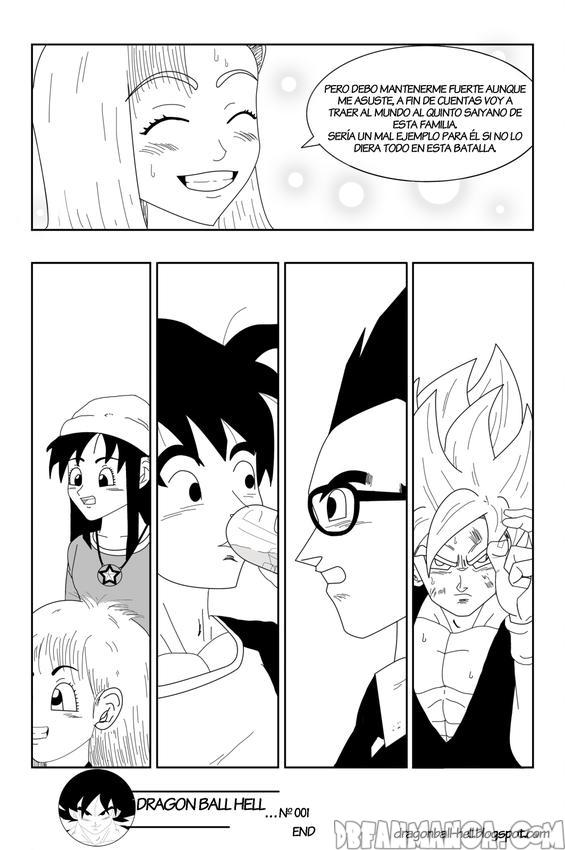 PERO DEBO MANTENERME FUERTE AUNQUE
ME ASUSTE, A FIN DE CUENTAS VOY A
TRAER AL MUNDO AL QUINTO SAIYANO DE
ESTA FAMILIA.
SERÍA UN MAL EJEMPLO PARA ÉL SI NO LO
DIERA TODO EN ESTA BATALLA.
DRAGON BALL HELL
...Nº 001
END
dragonball-hell.blogspot.com
DBFANMANGA.COM